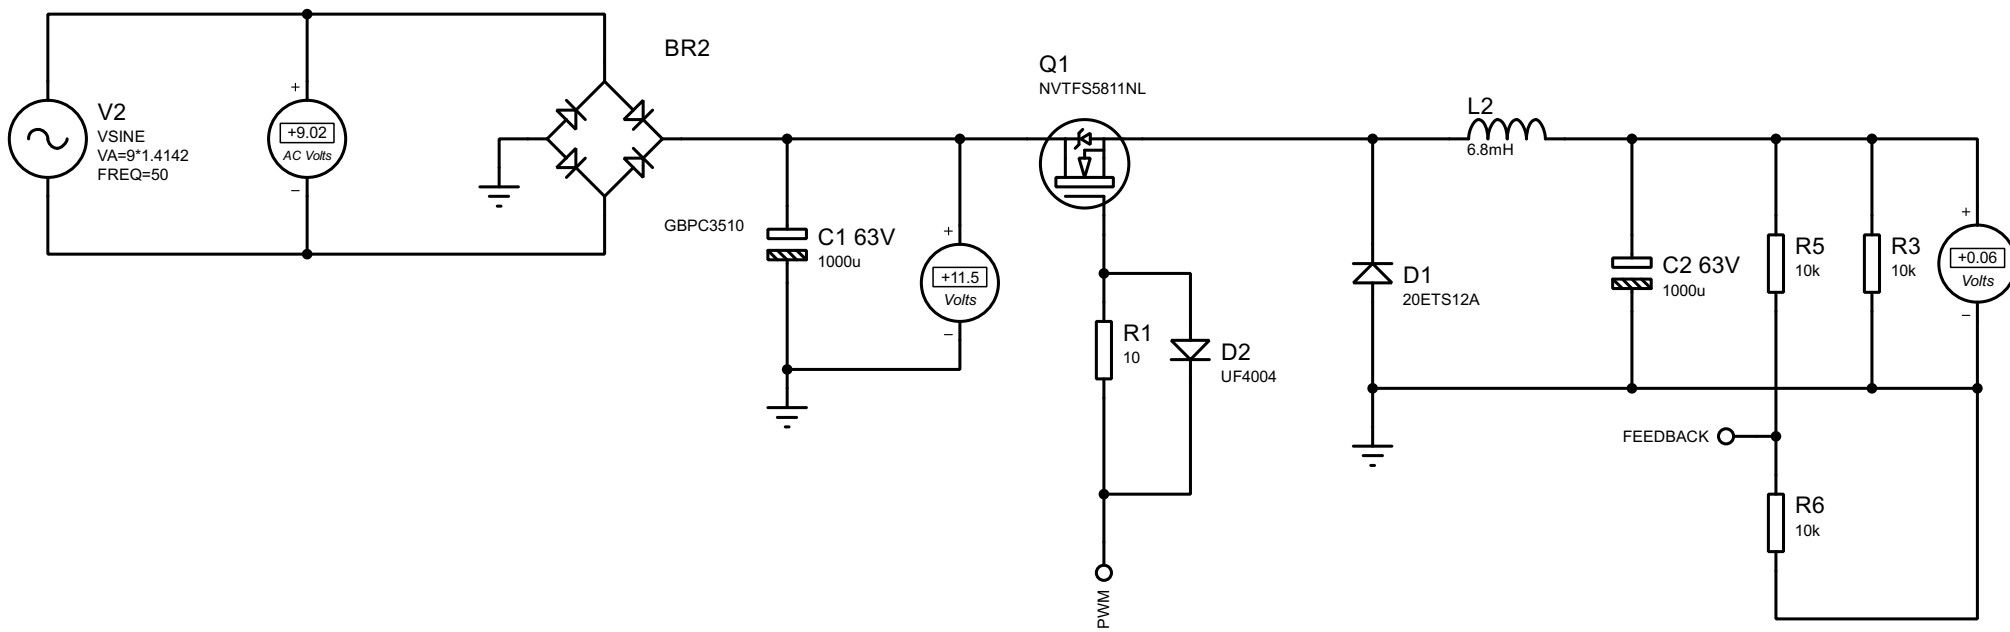 V2
VSINE
VA=9*1.4142
FREQ=50
+
+9.02
AC Volts
−
BR2
GBPC3510
C1 63V
1000u
+
+11.5
Volts
−
Q1
NVTFS5811NL
R1
10
D2
UF4004
PWM
D1
20ETS12A
L2
6.8mH
C2 63V
1000u
R5
10k
R3
10k
+
+0.06
Volts
−
FEEDBACK
R6
10k